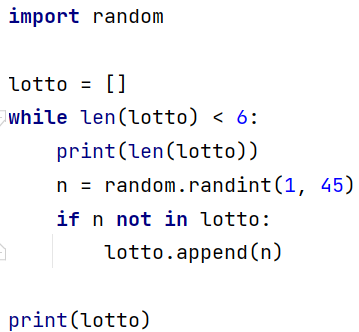 import random

lotto = []
while len(lotto) < 6:
    print(len(lotto))
    n = random.randint(1, 45)
    if n not in lotto:
        lotto.append(n)

print(lotto)